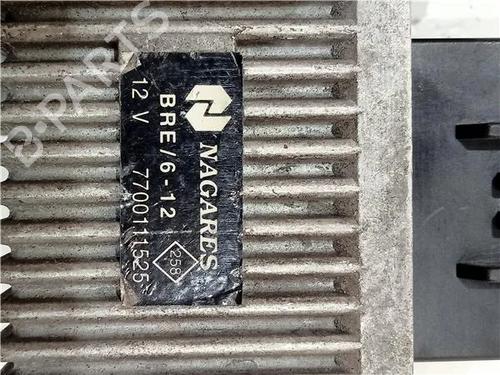 NAGARES
BRE/6-12
12 V 7700111525
258
B-PARTS